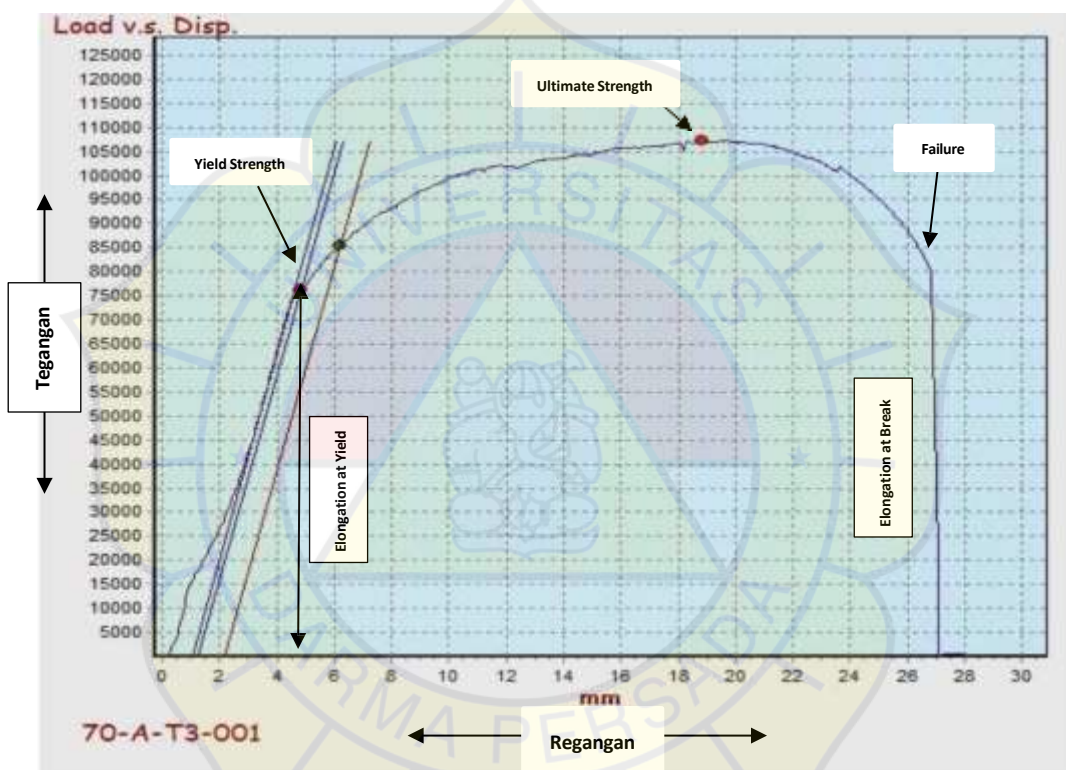 Load v.s. Disp.
125000
120000
115000
110000
105000
100000
95000
90000
85000
80000
75000
70000
65000
60000
55000
50000
45000
40000
35000
30000
25000
20000
15000
10000
5000
Ultimate Strength
Yield Strength
Failure
Tegangan
Elongation at Yield
Elongation at Break
UNIVERSITAS
DARMA PERSADA
0 2 4 6 8 10 12 14 16 18 20 22 24 26 28 30
mm
70-A-T3-001
Regangan